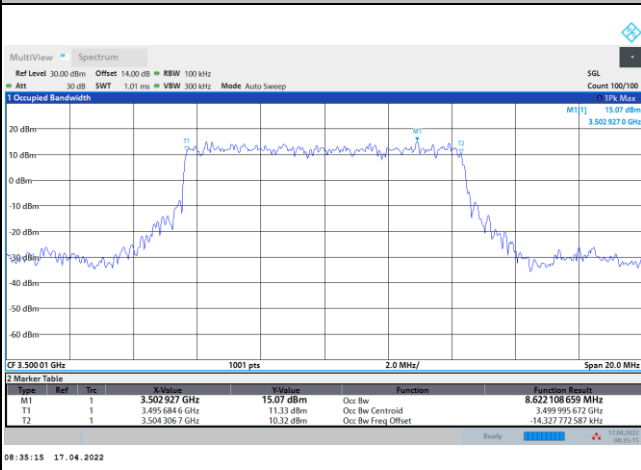 MultiView Spectrum
Ref Level 30.00 dBm Offset 14.00 dB RBW 100 kHz SGL
Att 30 dB SWT 1.01 ms VBW 300 kHz Mode Auto Sweep Count 100/100
1 Occupied Bandwidth 1Pk Max
M1[1] 15.07 dBm
3.502 927 0 GHz
20 dBm
M1
T1 T2
10 dBm
0 dBm
-10 dBm
-20 dBm
-30 dBm
-40 dBm
-50 dBm
-60 dBm
CF 3.500 01 GHz 1001 pts 2.0 MHz/ Span 20.0 MHz
2 Marker Table
Type Ref Trc X-Value Y-Value Function Function Result
M1 1 3.502 927 GHz 15.07 dBm Occ Bw 8.622 108 659 MHz
T1 1 3.495 684 6 GHz 11.33 dBm Occ Bw Centroid 3.499 995 672 GHz
T2 1 3.504 306 7 GHz 10.32 dBm Occ Bw Freq Offset -14.327 772 587 kHz
Ready 17.04.2022
08:35:15
08:35:15 17.04.2022